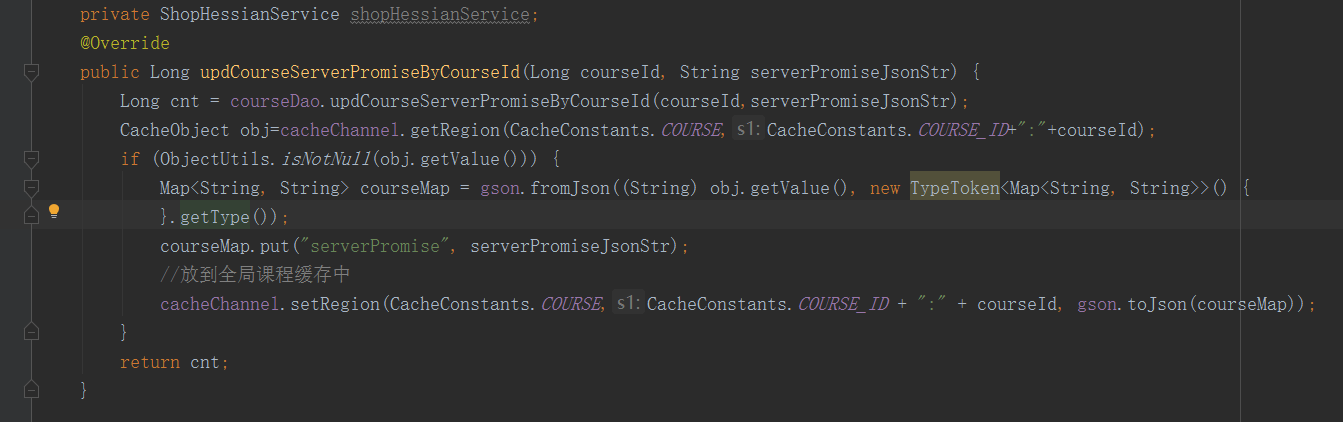 private ShopHessianService shopHessianService;
@Override
public Long updCourseServerPromiseByCourseId(Long courseId, String serverPromiseJsonStr) {
Long cnt = courseDao.updCourseServerPromiseByCourseId(courseId,serverPromiseJsonStr);
CacheObject obj=cacheChannel.getRegion(CacheConstants.COURSE, s1: CacheConstants.COURSE_ID+":"+courseId);
if (ObjectUtils.isNotNull(obj.getValue())) {
Map<String, String> courseMap = gson.fromJson((String) obj.getValue(), new TypeToken<Map<String, String>>() {
}.getType());
courseMap.put("serverPromise", serverPromiseJsonStr);
//放到全局课程缓存中
cacheChannel.setRegion(CacheConstants.COURSE, s1: CacheConstants.COURSE_ID + ":" + courseId, gson.toJson(courseMap));
}
return cnt;
}